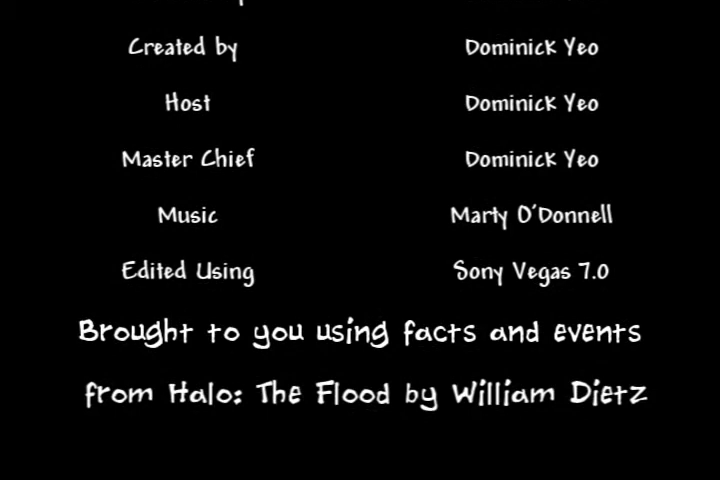 Created by Dominick Yeo
Host Dominick Yeo
Master Chief Dominick Yeo
Music Marty O'Donnell
Edited Using Sony Vegas 7.0
Brought to you using facts and events
from Halo: The Flood by William Dietz